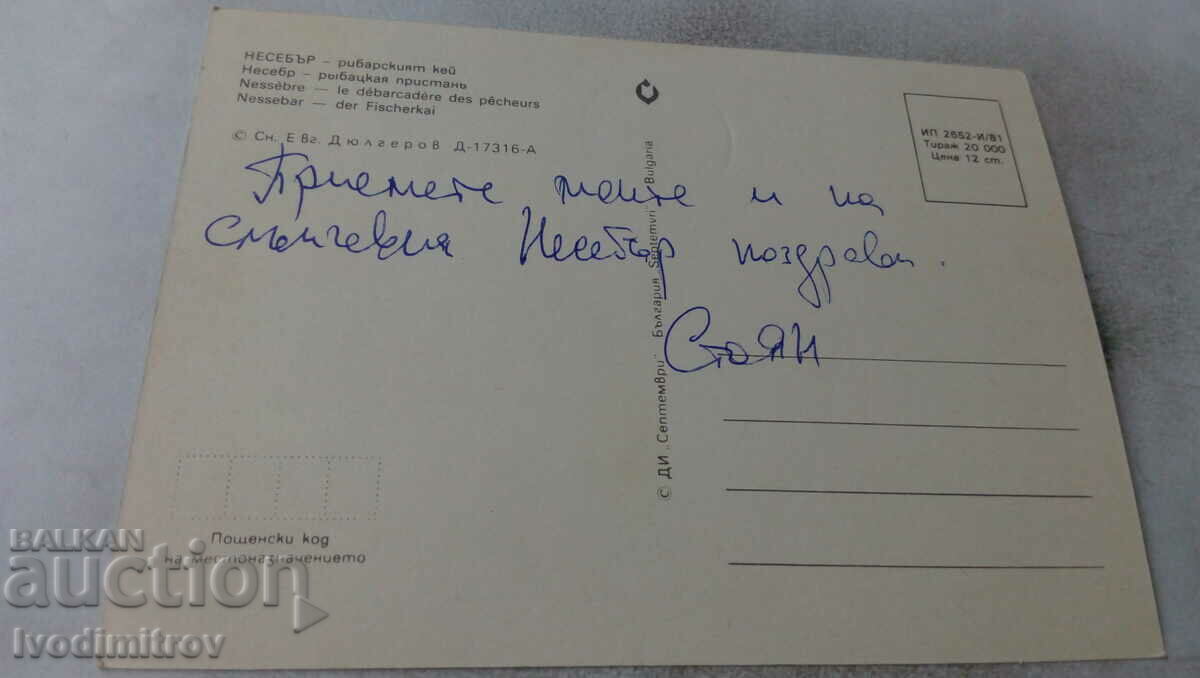 НЕСЕБЪР – рибарският кей
Несебр – рыбацкая пристань
Nessèbre — le débarcadère des pêcheurs
Nessebar — der Fischerkai
© Сн. Евг. Дюлгеров Д-17316-А
ИП 2652-И/81
Тираж 20 000
Цена 12 ст.
Приемете моите и на
слънчевия Несебър поздрави.
Стоян
© ДИ „Септември" България „Septemvri" Bulgaria
Пощенски код
на местоназначението
BALKAN
auction
Ivodimitrov